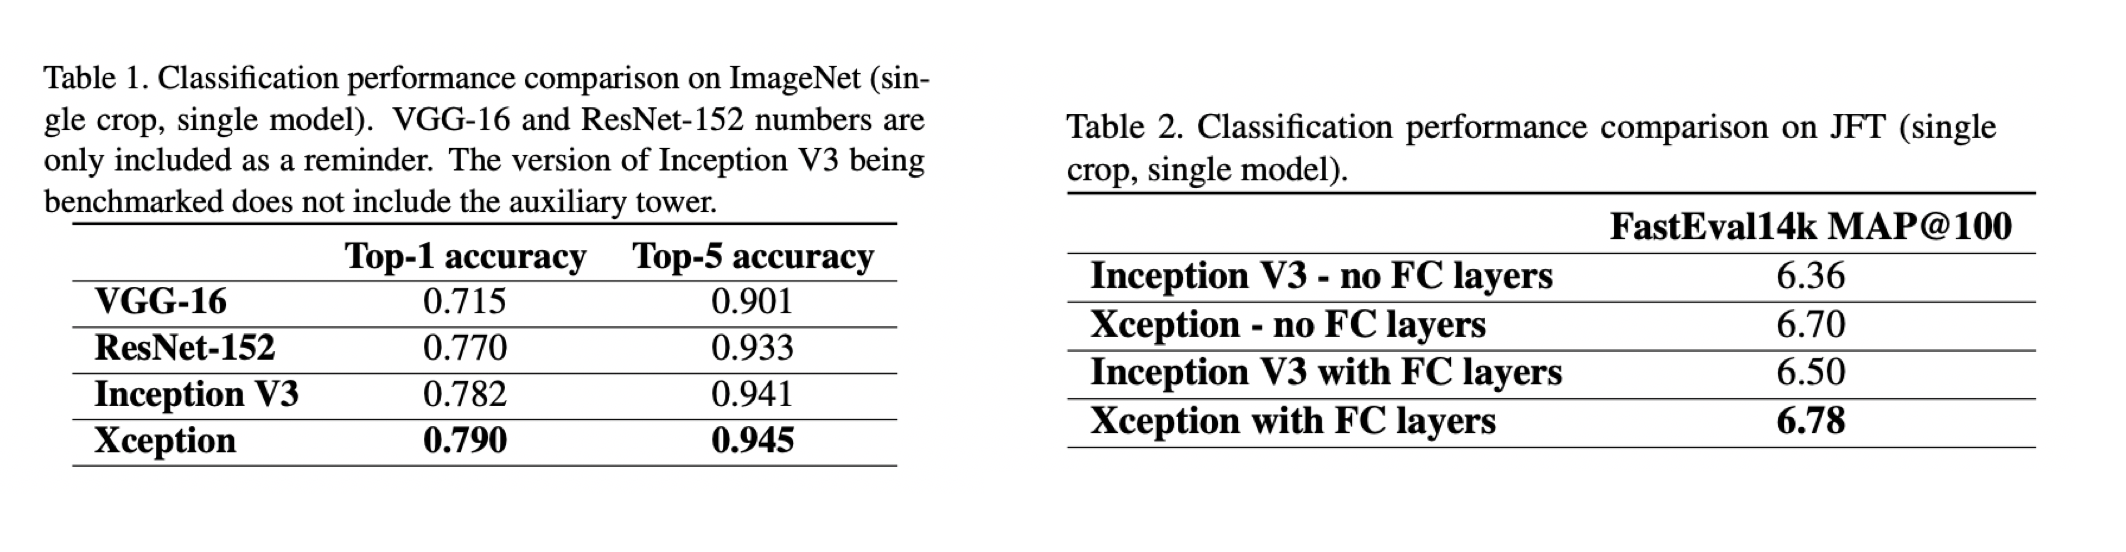 Table 1. Classification performance comparison on ImageNet (sin-
gle crop, single model). VGG-16 and ResNet-152 numbers are
only included as a reminder. The version of Inception V3 being
benchmarked does not include the auxiliary tower.
Top-1 accuracy Top-5 accuracy
VGG-16 0.715 0.901
ResNet-152 0.770 0.933
Inception V3 0.782 0.941
Xception 0.790 0.945
Table 2. Classification performance comparison on JFT (single
crop, single model).
FastEval14k MAP@100
Inception V3 - no FC layers 6.36
Xception - no FC layers 6.70
Inception V3 with FC layers 6.50
Xception with FC layers 6.78